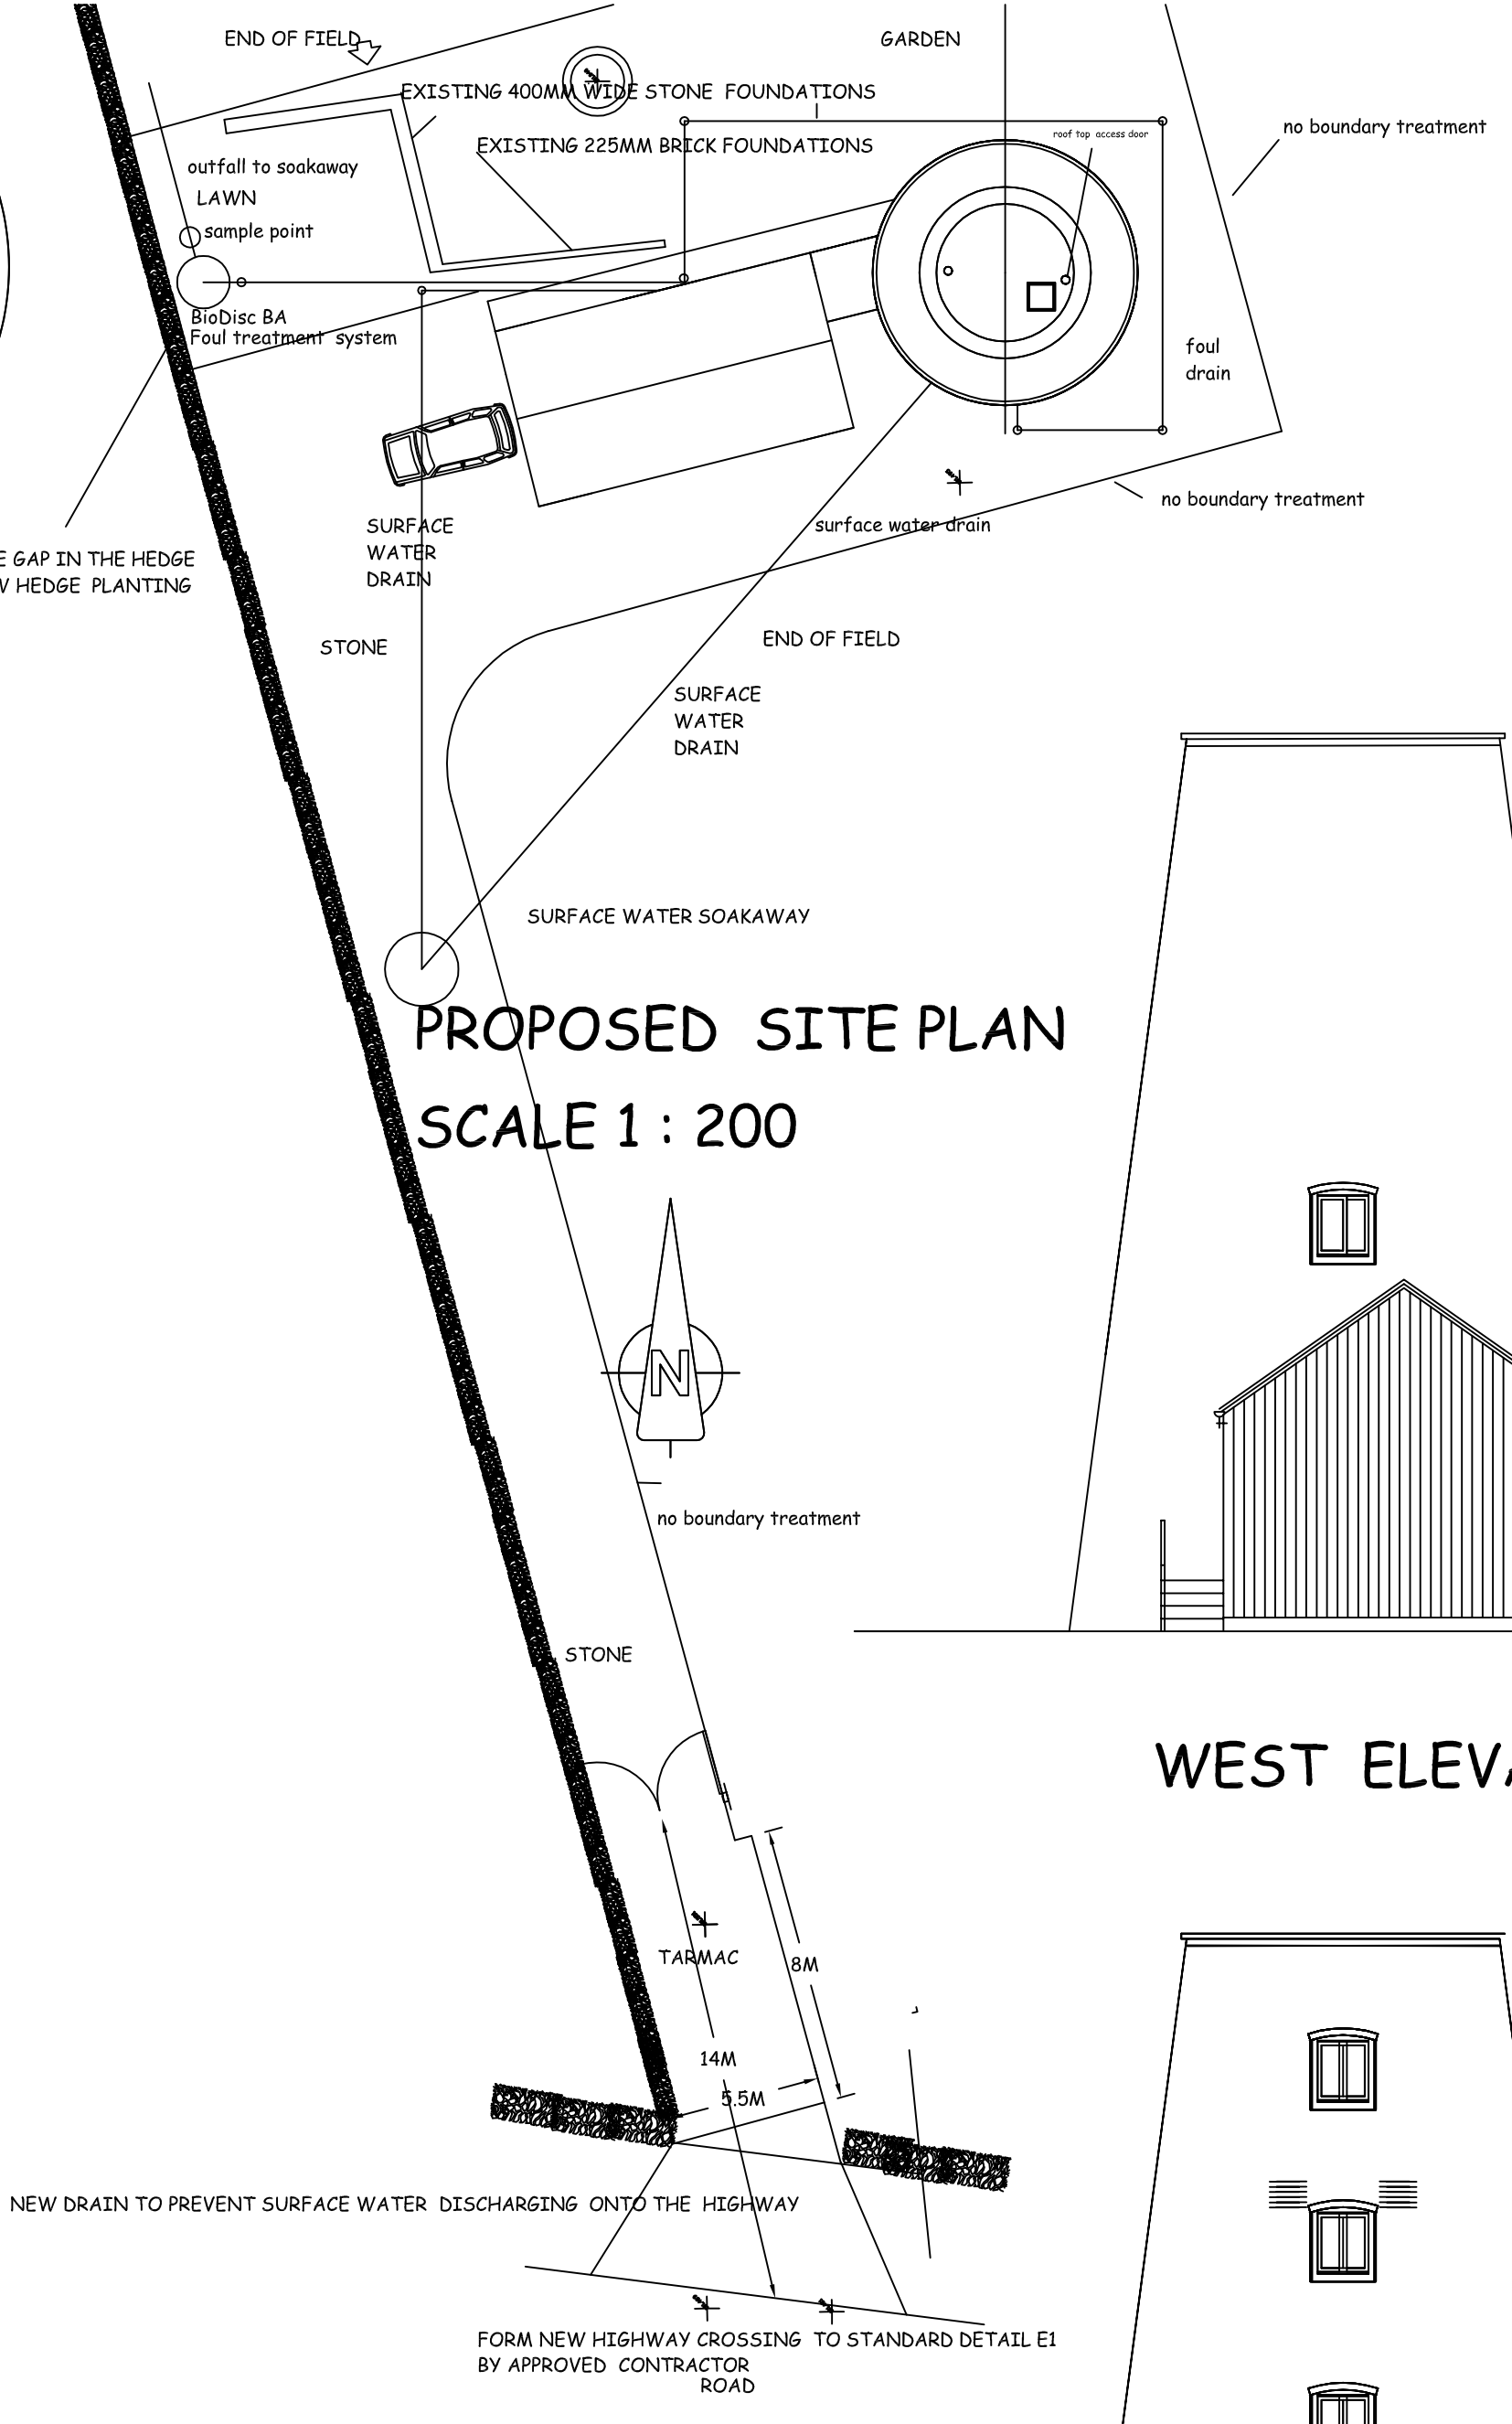 END OF FIELD
GARDEN
EXISTING 400MM WIDE STONE FOUNDATIONS
roof top access door
no boundary treatment
EXISTING 225MM BRICK FOUNDATIONS
outfall to soakaway
LAWN
sample point
BioDisc BA
Foul treatment system
foul
drain
no boundary treatment
surface water drain
SURFACE
WATER
DRAIN
GAP IN THE HEDGE
HEDGE PLANTING
STONE
END OF FIELD
SURFACE
WATER
DRAIN
SURFACE WATER SOAKAWAY
PROPOSED SITE PLAN
SCALE 1 : 200
N
no boundary treatment
STONE
WEST
TARMAC
8M
14M
5.5M
NEW DRAIN TO PREVENT SURFACE WATER DISCHARGING ONTO THE HIGHWAY
FORM NEW HIGHWAY CROSSING TO STANDARD DETAIL E1
BY APPROVED CONTRACTOR
ROAD